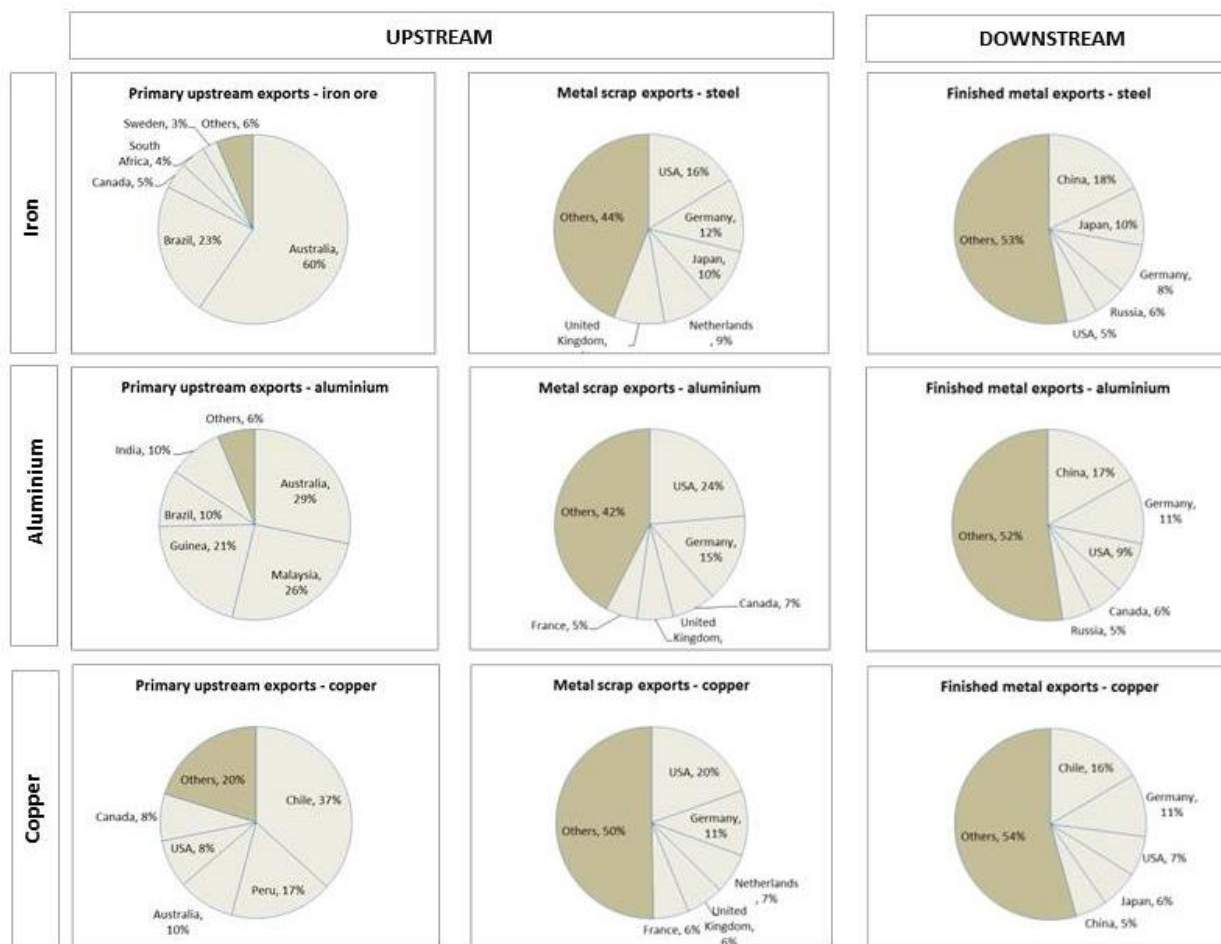 UPSTREAM
DOWNSTREAM
Iron
Primary upstream exports - iron ore
Sweden, 3%
Others, 6%
South
Africa, 4%
Canada, 5%
Brazil, 23%
Australia,
60%
Metal scrap exports - steel
USA, 16%
Others, 44%
Germany,
12%
Japan,
10%
United
Kingdom,
Netherlands
, 9%
Finished metal exports - steel
China, 18%
Japan, 10%
Others, 53%
Germany,
8%
Russia, 6%
USA, 5%
Aluminium
Primary upstream exports - aluminium
Others, 6%
India, 10%
Australia,
29%
Brazil, 10%
Guinea, 21%
Malaysia,
26%
Metal scrap exports - aluminium
USA, 24%
Others, 42%
Germany,
15%
Canada, 7%
France, 5%
United
Kingdom,
Finished metal exports - aluminium
China, 17%
Germany,
11%
Others, 52%
USA, 9%
Canada, 6%
Russia, 5%
Copper
Primary upstream exports - copper
Others, 20%
Chile, 37%
Canada, 8%
USA, 8%
Peru, 17%
Australia,
10%
Metal scrap exports - copper
USA, 20%
Others, 50%
Germany,
11%
Netherlands
, 7%
United
Kingdom,
6%
France, 6%
Finished metal exports - copper
Chile, 16%
Germany,
11%
Others, 54%
USA, 7%
Japan, 6%
China, 5%